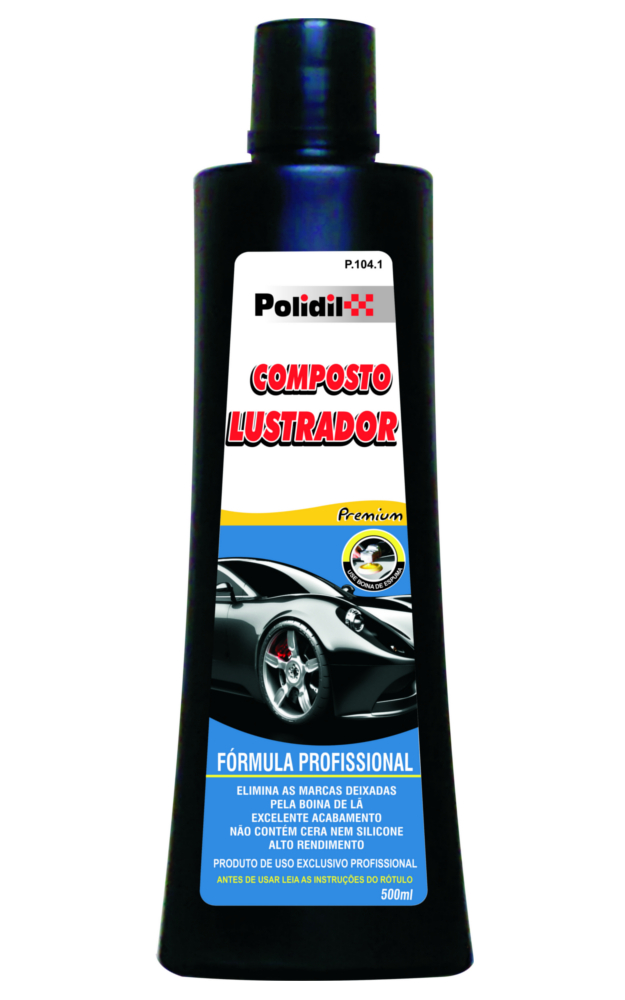 P.104.1
Polidil
COMPOSTO
LUSTRADOR
Premium
USE BOINA DE ESPUMA
FÓRMULA PROFISSIONAL
ELIMINA AS MARCAS DEIXADAS
PELA BOINA DE LÃ
EXCELENTE ACABAMENTO
NÃO CONTÉM CERA NEM SILICONE
ALTO RENDIMENTO
PRODUTO DE USO EXCLUSIVO PROFISSIONAL
ANTES DE USAR LEIA AS INSTRUÇÕES DO RÓTULO
500ml